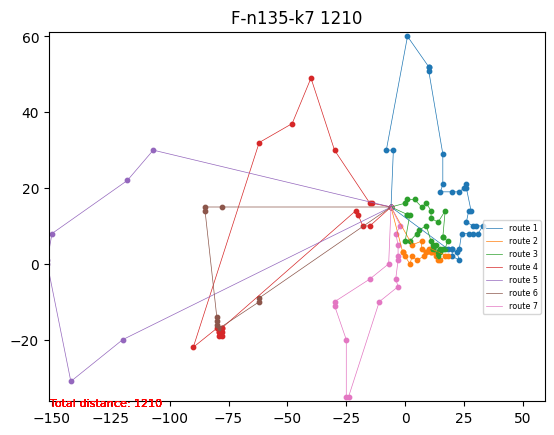 F-n135-k7 1210
60
40
20
0
−20
−150
−125
−100
−75
−50
−25
0
25
50
route 1
route 2
route 3
route 4
route 5
route 6
route 7
Total distance: 1210